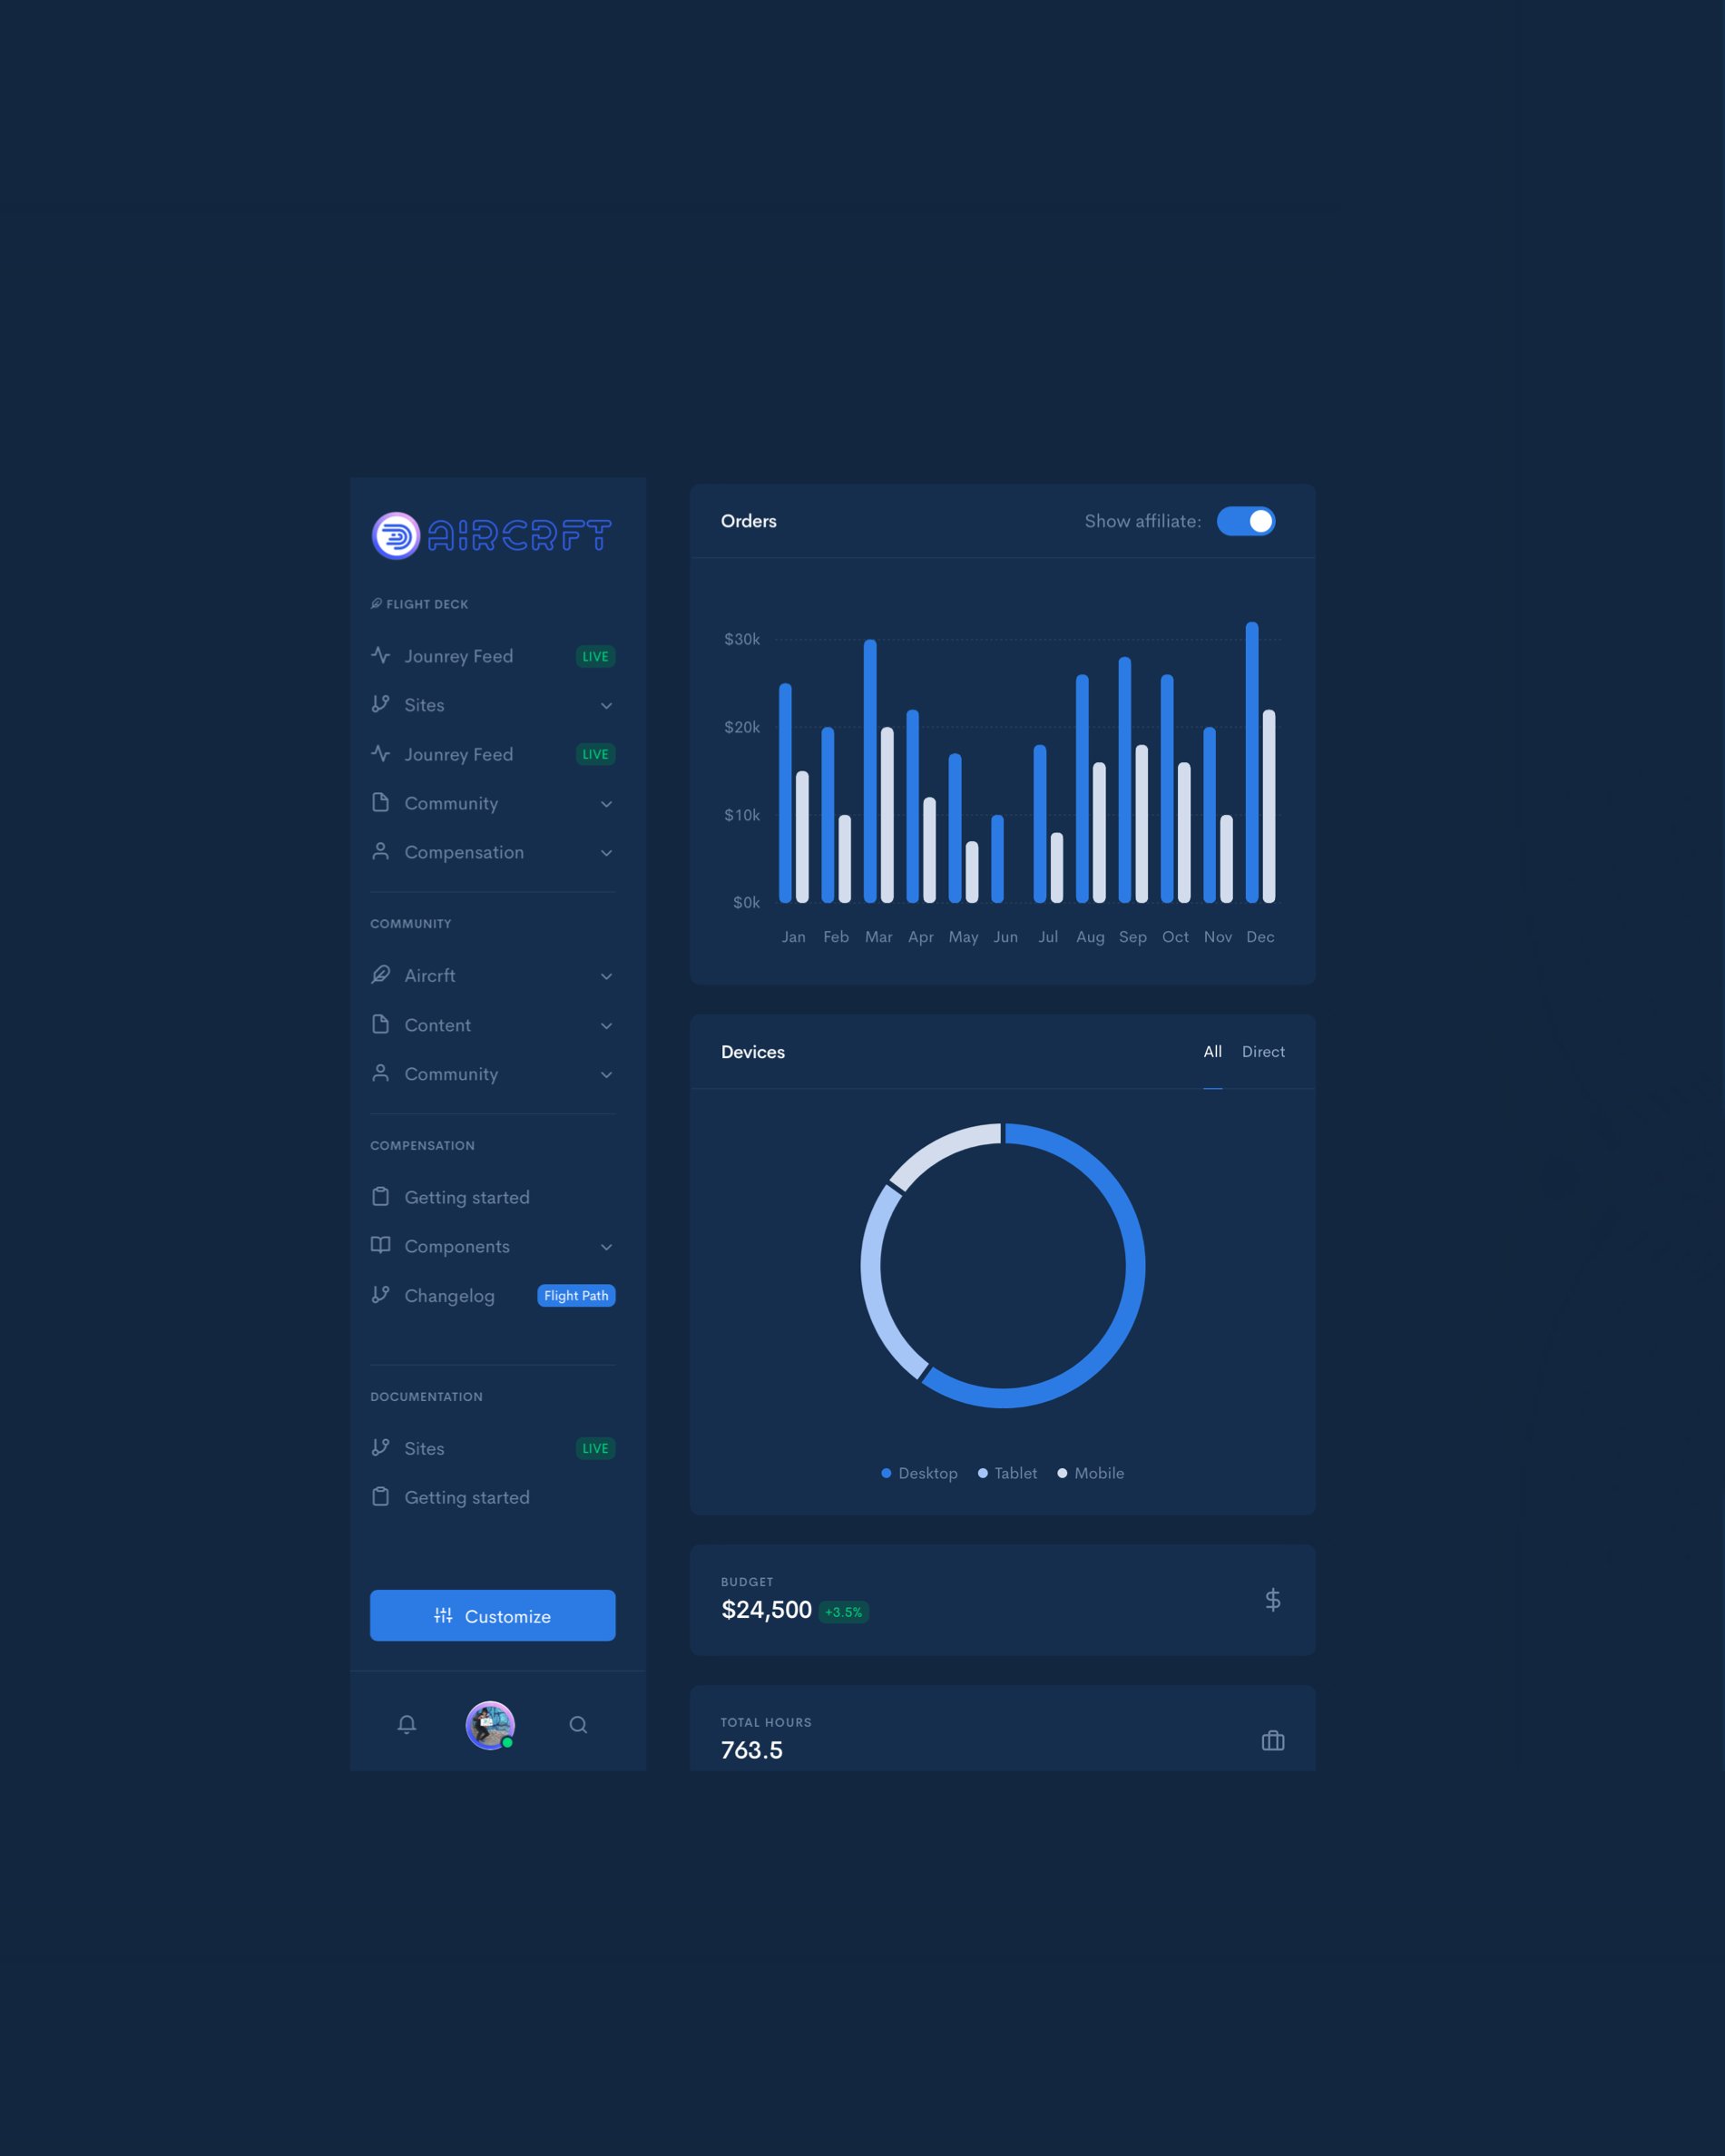 AIRCRFT
FLIGHT DECK
Jounrey Feed LIVE
Sites
Jounrey Feed LIVE
Community
Compensation
COMMUNITY
Aircrft
Content
Community
COMPENSATION
Getting started
Components
Changelog Flight Path
DOCUMENTATION
Sites LIVE
Getting started
Customize
Orders Show affiliate:
$30k
$20k
$10k
$0k
Jan Feb Mar Apr May Jun Jul Aug Sep Oct Nov Dec
Devices All Direct
Desktop Tablet Mobile
BUDGET
$24,500 +3.5%
TOTAL HOURS
763.5